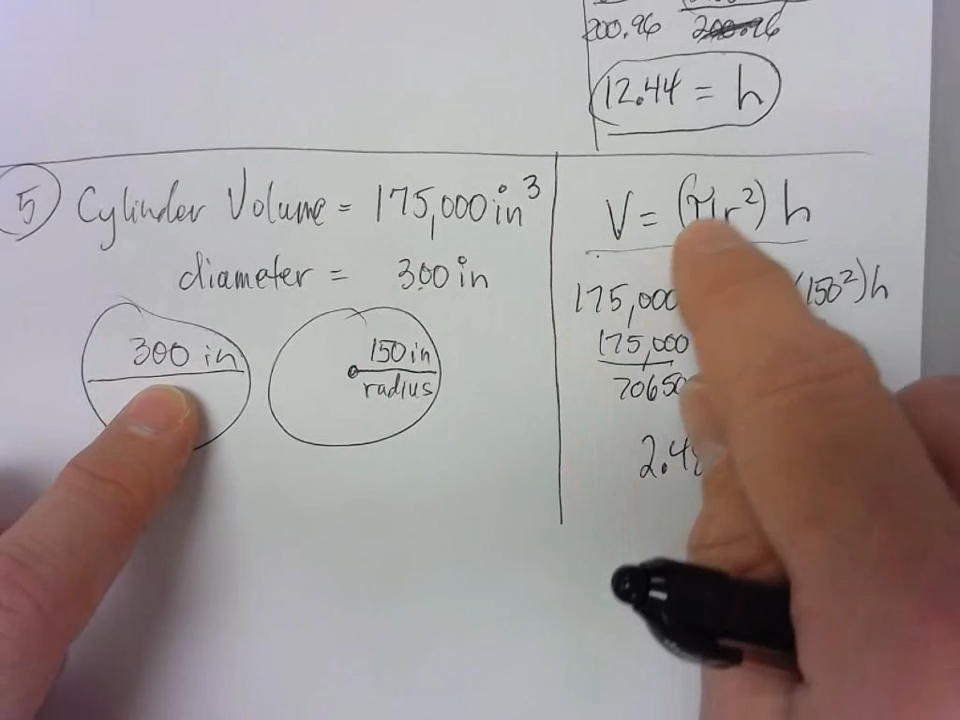 200.96 200.96
12.44 = h
5 Cylinder Volume = 175,000 in³
diameter = 300 in
300 in
150 in
radius
V = (πr²) h
175,000 (150²) h
175,000
70650
2.4